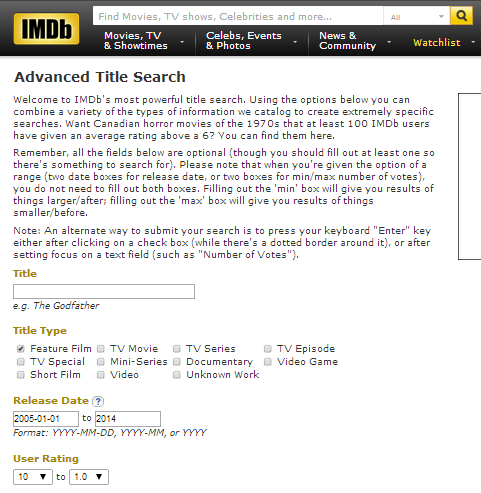 IMDb
Find Movies, TV shows, Celebrities and more...
All
Movies, TV
& Showtimes
Celebs, Events
& Photos
News &
Community
Watchlist
Advanced Title Search
Welcome to IMDb's most powerful title search. Using the options below you can
combine a variety of the types of information we catalog to create extremely specific
searches. Want Canadian horror movies of the 1970s that at least 100 IMDb users
have given an average rating above a 6? You can find them here.
Remember, all the fields below are optional (though you should fill out at least one so
there's something to search for). Please note that when you're given the option of a
range (two date boxes for release date, or two boxes for min/max number of votes),
you do not need to fill out both boxes. Filling out the 'min' box will give you results of
things larger/after; filling out the 'max' box will give you results of things
smaller/before.
Note: An alternate way to submit your search is to press your keyboard "Enter" key
either after clicking on a check box (while there's a dotted border around it), or after
setting focus on a text field (such as "Number of Votes").
Title
e.g. The Godfather
Title Type
Feature Film TV Movie TV Series TV Episode
TV Special Mini-Series Documentary Video Game
Short Film Video Unknown Work
Release Date ?
2005-01-01 to 2014
Format: YYYY-MM-DD, YYYY-MM, or YYYY
User Rating
10 to 1.0